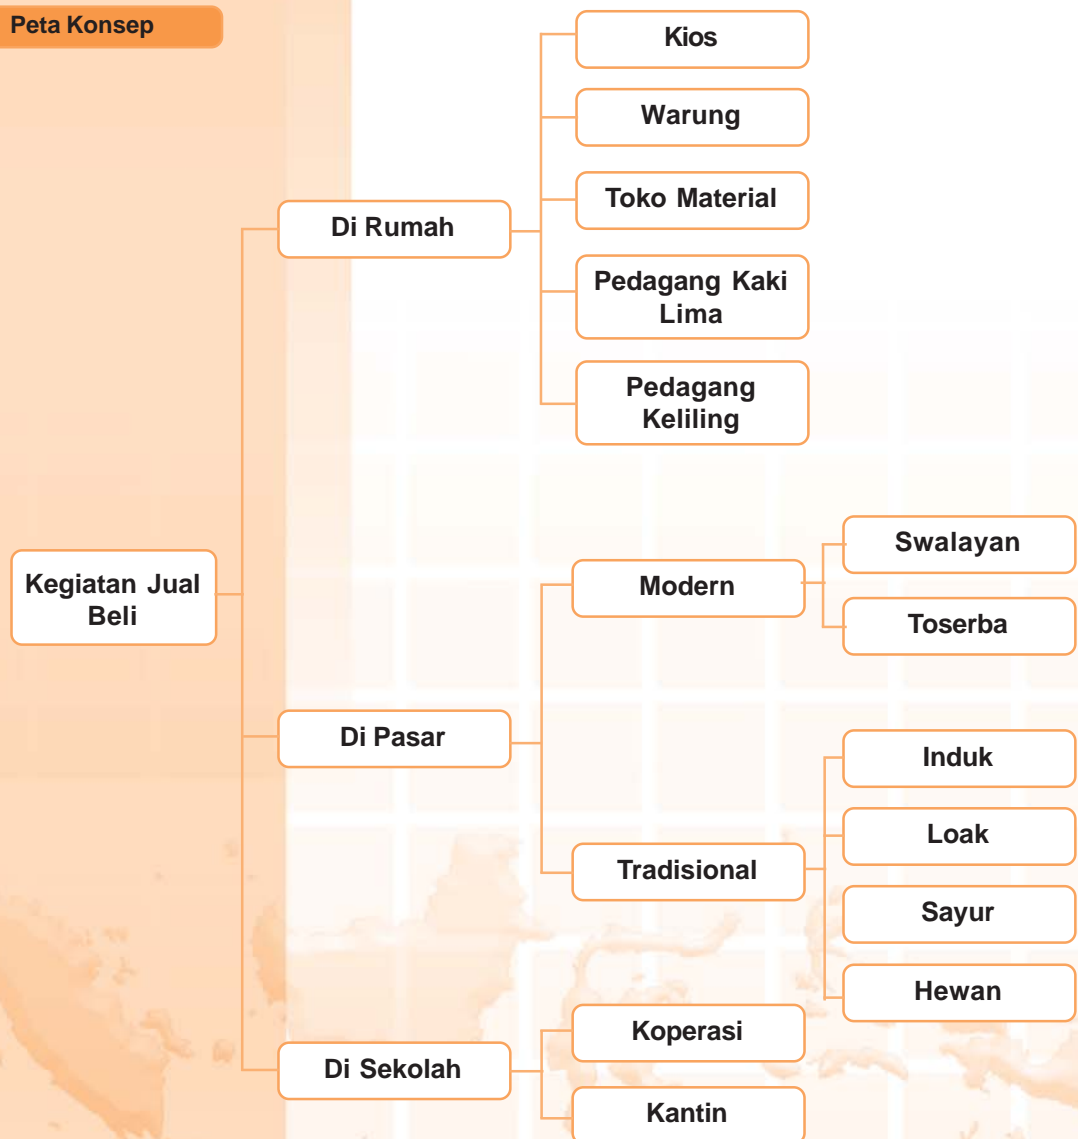 Peta Konsep
Kios
Warung
Toko Material
Di Rumah
Pedagang Kaki
Lima
Pedagang
Keliling
Swalayan
Kegiatan Jual
Beli
Modern
Toserba
Di Pasar
Induk
Loak
Tradisional
Sayur
Hewan
Koperasi
Di Sekolah
Kantin